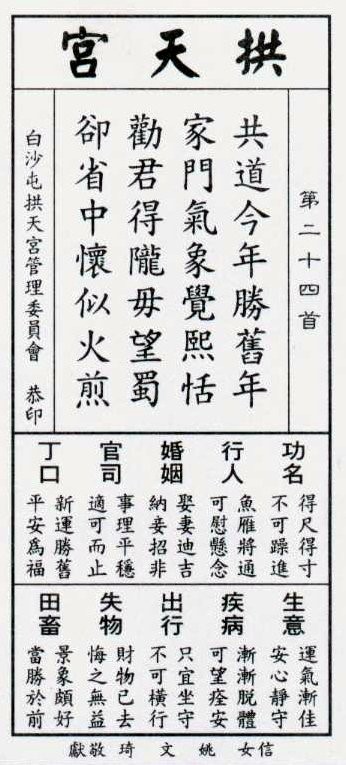 拱天宮
第二十四首
共道今年勝舊年
家門氣象覺熙恬
勸君得隴毋望蜀
卻省中懷似火煎
白沙屯拱天宮管理委員會 恭印
功名
得尺得寸
不可躁進
行人
魚雁將通
可慰懸念
婚姻
娶妻迪吉
納妾招非
官司
事理平穩
適可而止
丁口
新運勝舊
平安為福
生意
運氣漸佳
安心靜守
疾病
漸漸脫體
可望痊安
出行
只宜坐守
不可橫行
失物
財物已去
悔之無益
田畜
景象頗好
當勝於前
信女 姚文琦 敬獻